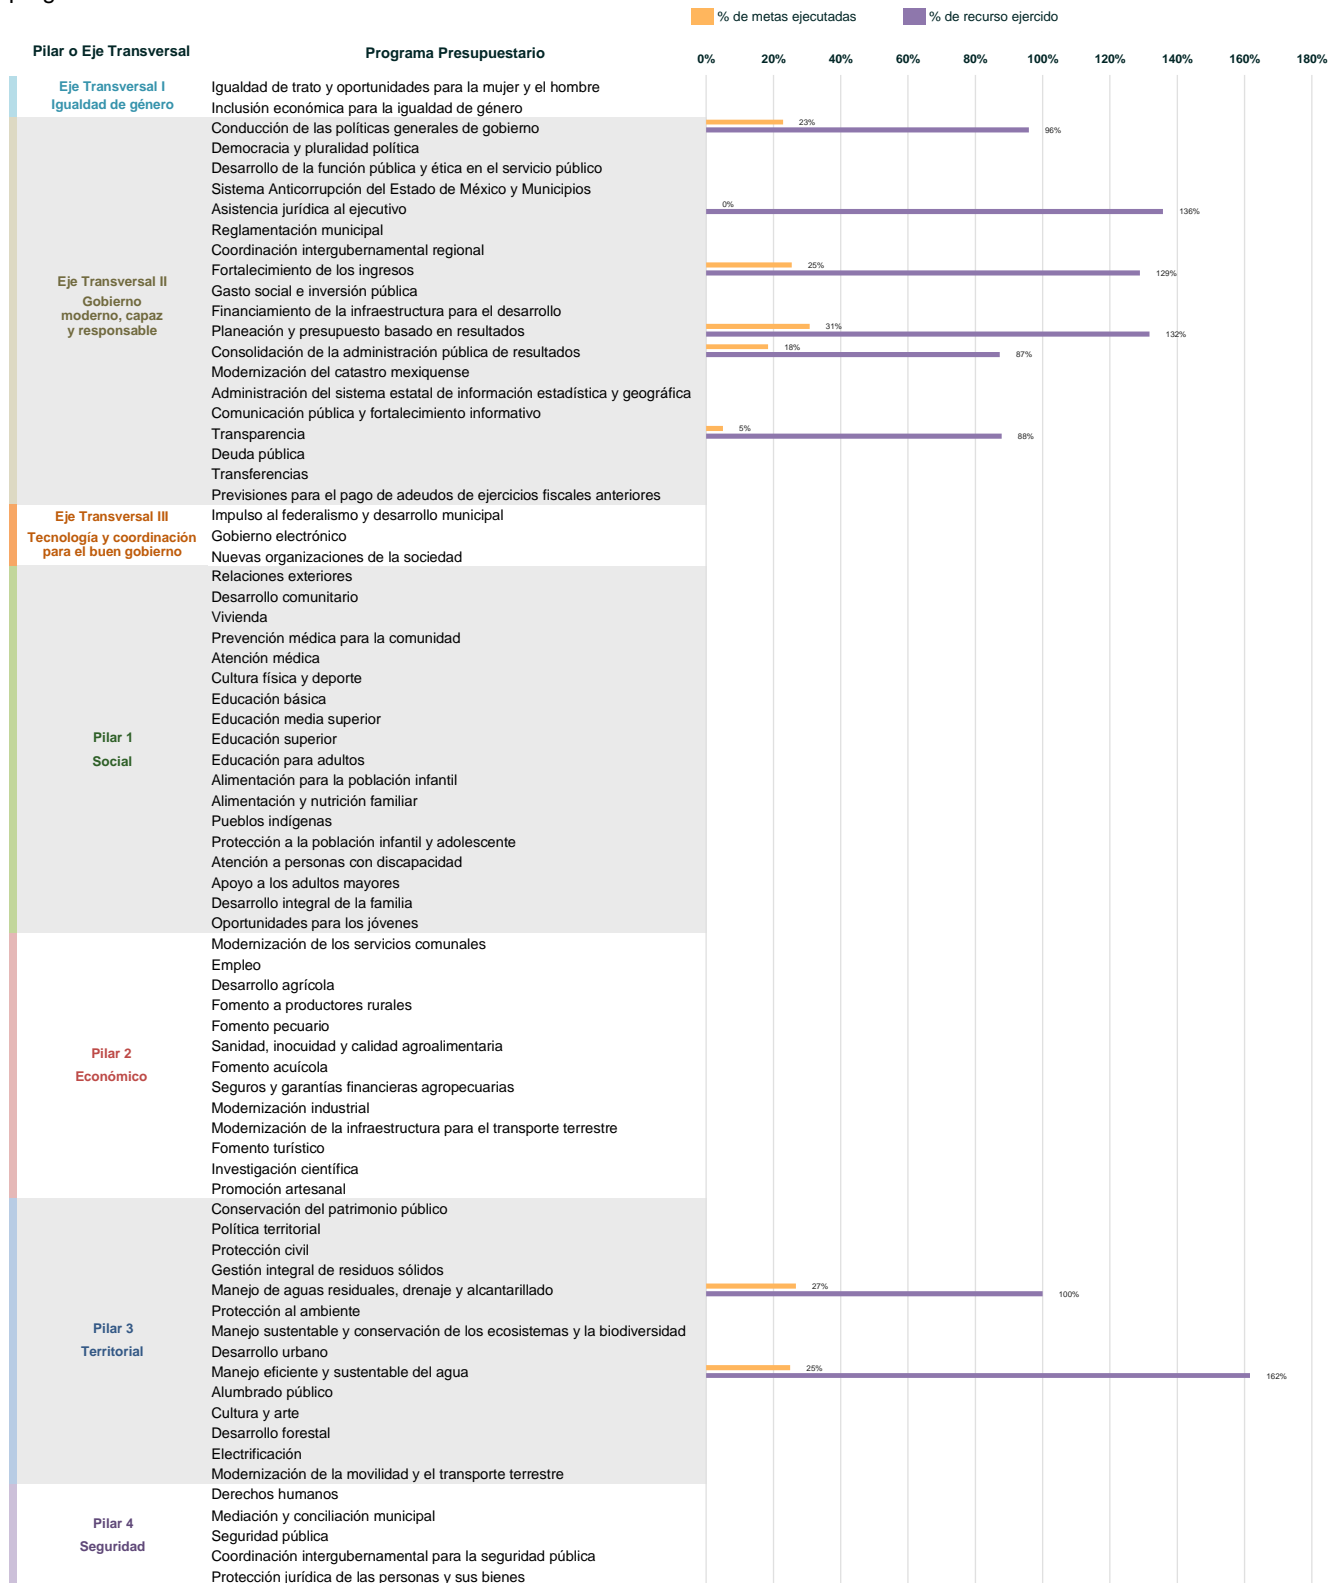 % de metas ejecutadas % de recurso ejercido
Pilar o Eje Transversal Programa Presupuestario 0% 20% 40% 60% 80% 100% 120% 140% 160% 180%
Eje Transversal I
Igualdad de género
Igualdad de trato y oportunidades para la mujer y el hombre
Inclusión económica para la igualdad de género
Eje Transversal II
Gobierno
moderno, capaz
y responsable
Conducción de las políticas generales de gobierno 23% 96%
Democracia y pluralidad política
Desarrollo de la función pública y ética en el servicio público
Sistema Anticorrupción del Estado de México y Municipios
Asistencia jurídica al ejecutivo 0% 136%
Reglamentación municipal
Coordinación intergubernamental regional
Fortalecimiento de los ingresos 25% 129%
Gasto social e inversión pública
Financiamiento de la infraestructura para el desarrollo
Planeación y presupuesto basado en resultados 31% 132%
Consolidación de la administración pública de resultados 18% 87%
Modernización del catastro mexiquense
Administración del sistema estatal de información estadística y geográfica
Comunicación pública y fortalecimiento informativo
Transparencia 5% 88%
Deuda pública
Transferencias
Previsiones para el pago de adeudos de ejercicios fiscales anteriores
Eje Transversal III
Tecnología y coordinación
para el buen gobierno
Impulso al federalismo y desarrollo municipal
Gobierno electrónico
Nuevas organizaciones de la sociedad
Pilar 1
Social
Relaciones exteriores
Desarrollo comunitario
Vivienda
Prevención médica para la comunidad
Atención médica
Cultura física y deporte
Educación básica
Educación media superior
Educación superior
Educación para adultos
Alimentación para la población infantil
Alimentación y nutrición familiar
Pueblos indígenas
Protección a la población infantil y adolescente
Atención a personas con discapacidad
Apoyo a los adultos mayores
Desarrollo integral de la familia
Oportunidades para los jóvenes
Pilar 2
Económico
Modernización de los servicios comunales
Empleo
Desarrollo agrícola
Fomento a productores rurales
Fomento pecuario
Sanidad, inocuidad y calidad agroalimentaria
Fomento acuícola
Seguros y garantías financieras agropecuarias
Modernización industrial
Modernización de la infraestructura para el transporte terrestre
Fomento turístico
Investigación científica
Promoción artesanal
Pilar 3
Territorial
Conservación del patrimonio público
Política territorial
Protección civil
Gestión integral de residuos sólidos
Manejo de aguas residuales, drenaje y alcantarillado 27% 100%
Protección al ambiente
Manejo sustentable y conservación de los ecosistemas y la biodiversidad
Desarrollo urbano
Manejo eficiente y sustentable del agua 25% 162%
Alumbrado público
Cultura y arte
Desarrollo forestal
Electrificación
Modernización de la movilidad y el transporte terrestre
Pilar 4
Seguridad
Derechos humanos
Mediación y conciliación municipal
Seguridad pública
Coordinación intergubernamental para la seguridad pública
Protección jurídica de las personas y sus bienes